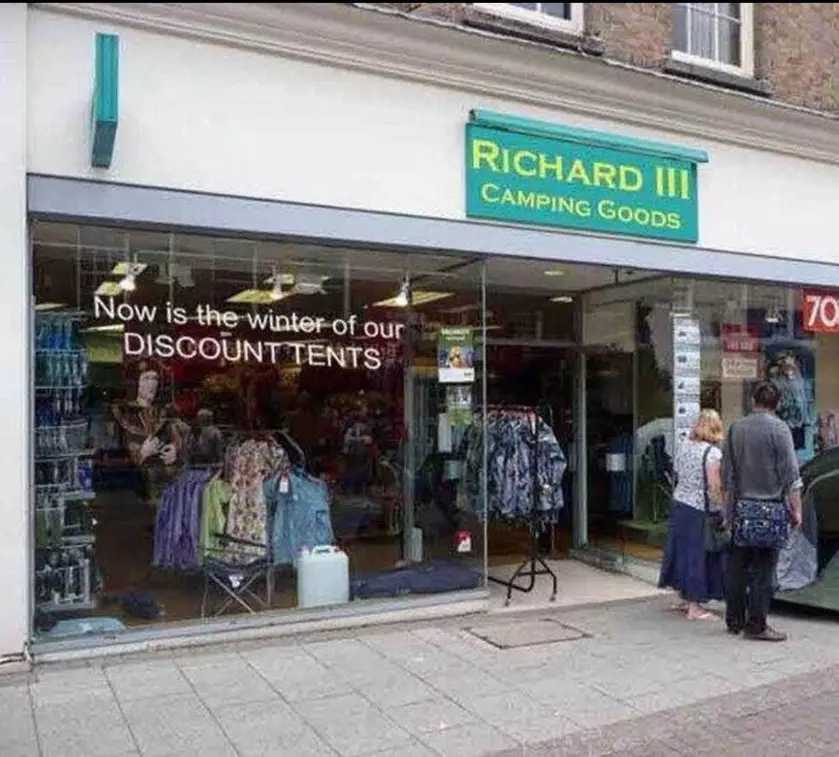 RICHARD III
CAMPING GOODS
Now is the winter of our
DISCOUNT TENTS
70